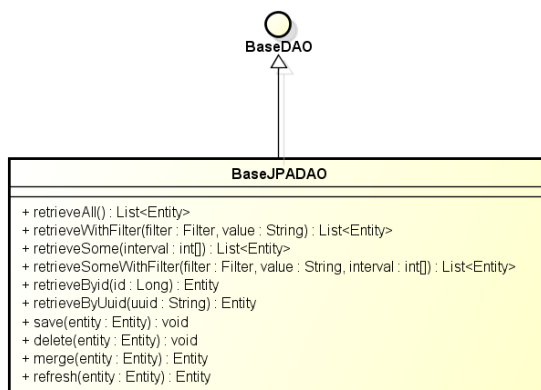 BaseDAO
BaseJPADAO
+ retrieveAll() : List<Entity>
+ retrieveWithFilter(filter : Filter, value : String) : List<Entity>
+ retrieveSome(interval : int[]) : List<Entity>
+ retrieveSomeWithFilter(filter : Filter, value : String, interval : int[]) : List<Entity>
+ retrieveByid(id : Long) : Entity
+ retrieveByUuid(uuid : String) : Entity
+ save(entity : Entity) : void
+ delete(entity : Entity) : void
+ merge(entity : Entity) : Entity
+ refresh(entity : Entity) : Entity